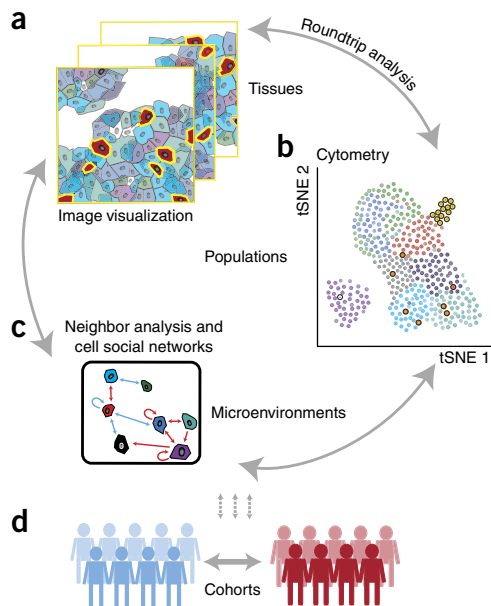 a
Roundtrip analysis
Tissues
Image visualization
b
Cytometry
tSNE 2
tSNE 1
Populations
c
Neighbor analysis and
cell social networks
Microenvironments
d
Cohorts